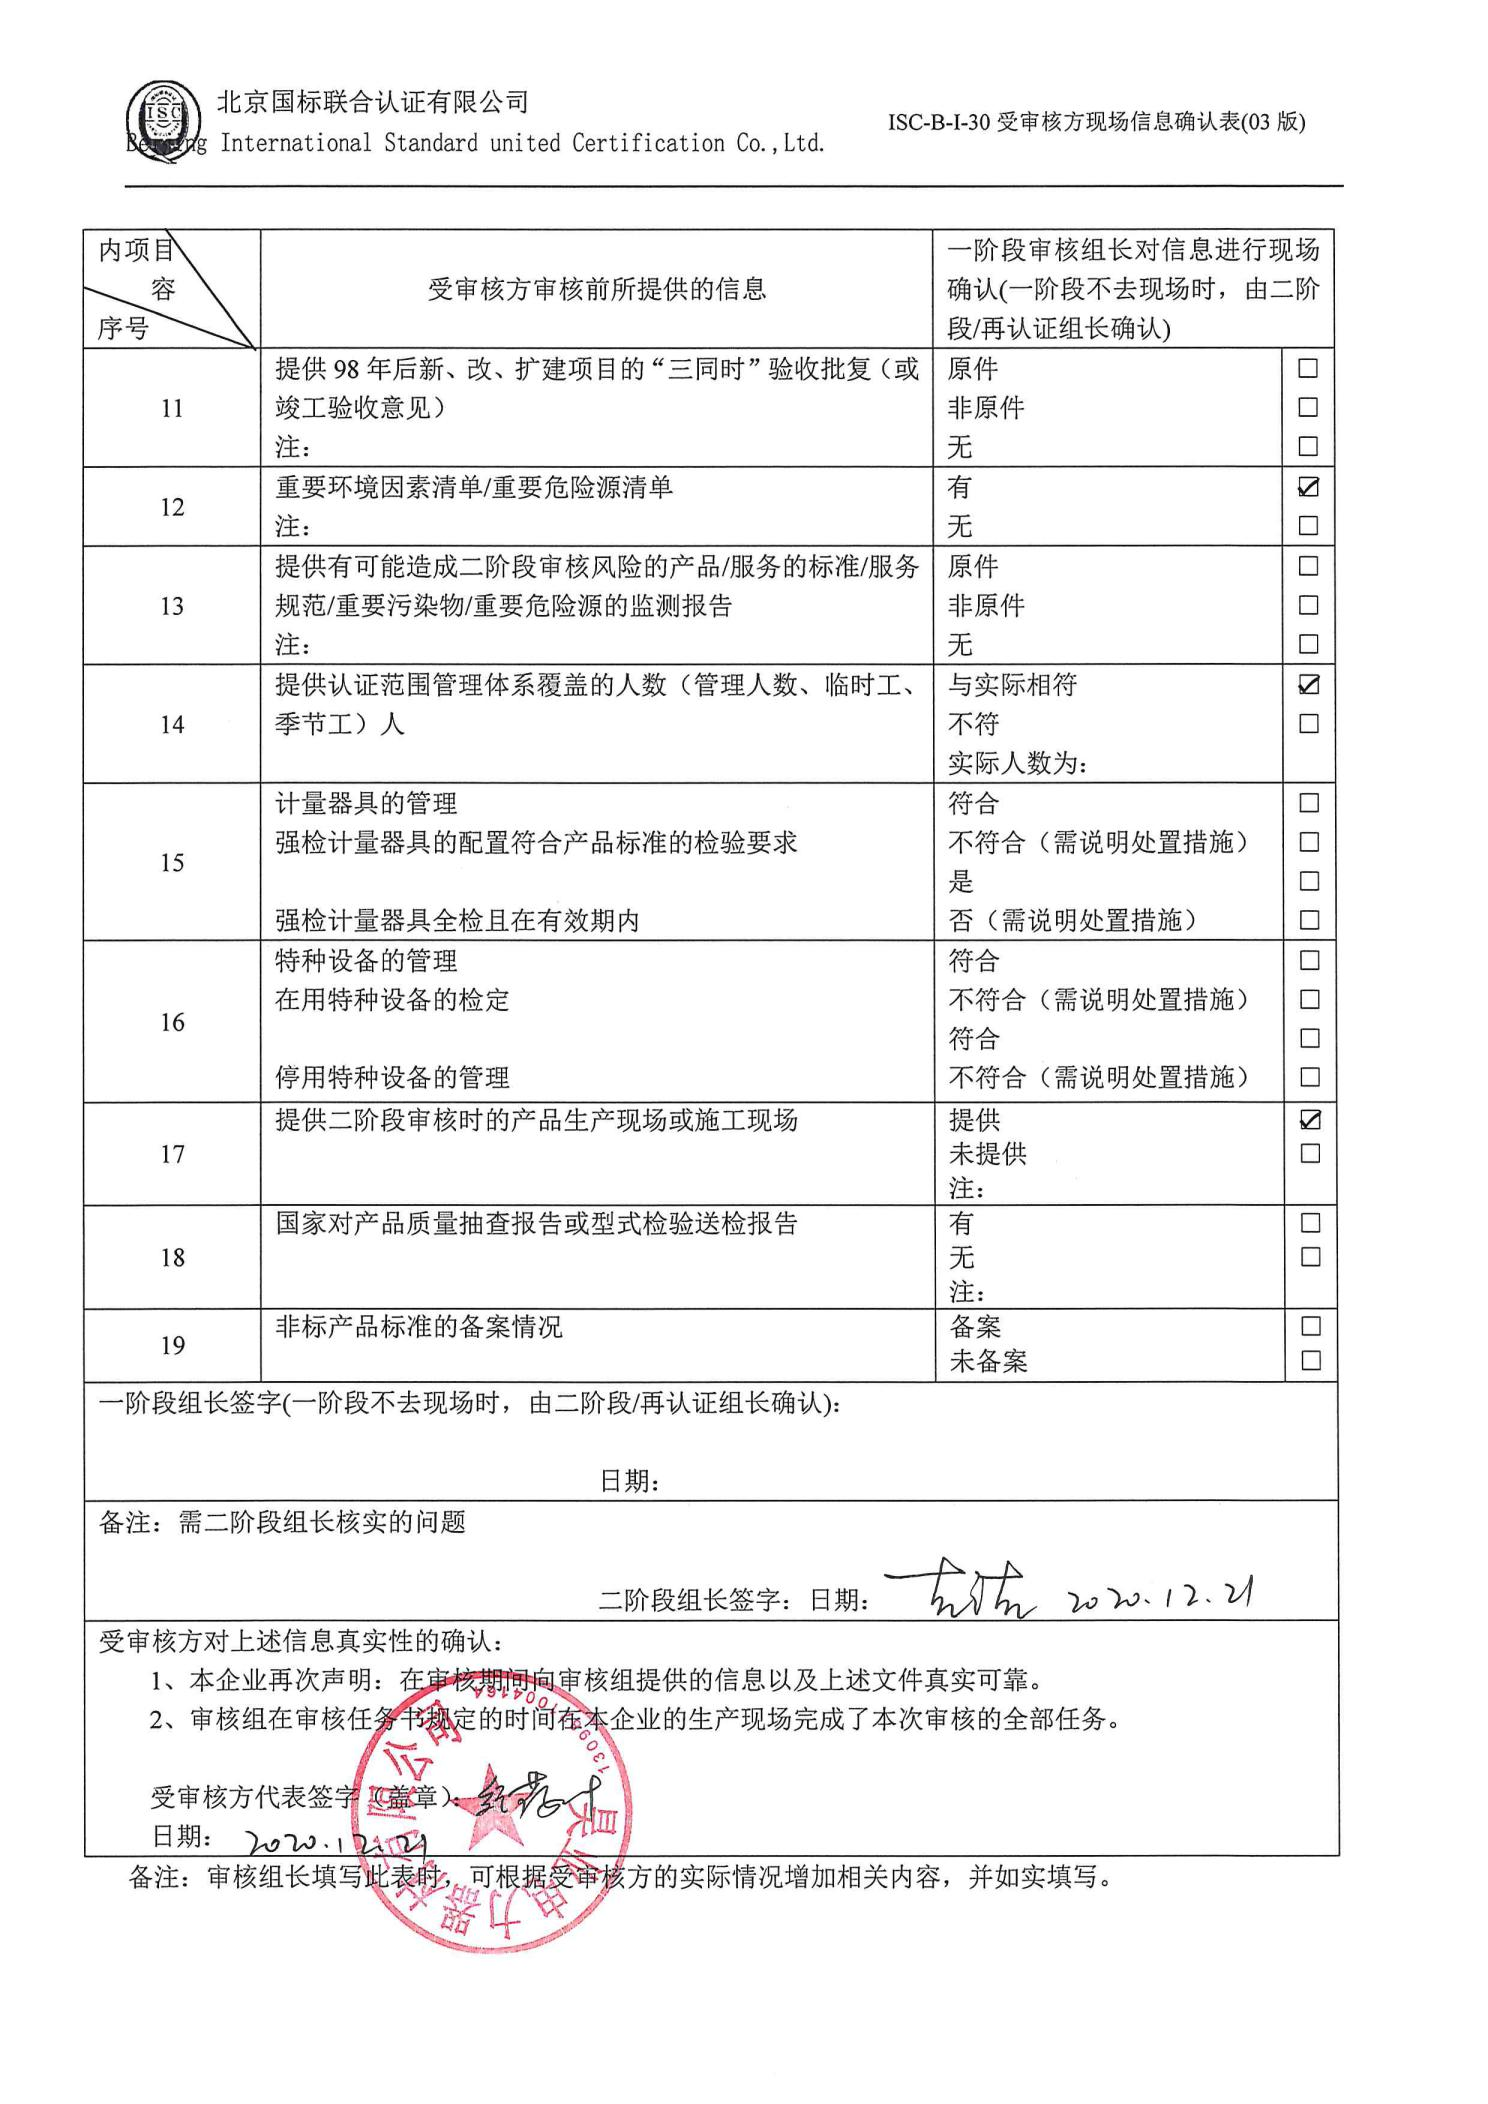 北京国标联合认证有限公司
ISC-B-I-30 受审核方现场信息确认表(03 版)
ISC
Beijing International Standard united Certification Co.,Ltd.
内项目
容
序号
受审核方审核前所提供的信息
一阶段审核组长对信息进行现场
确认(一阶段不去现场时，由二阶
段/再认证组长确认)
11
提供 98 年后新、改、扩建项目的“三同时”验收批复（或
竣工验收意见）
注：
原件 □
非原件 □
无 □
12
重要环境因素清单/重要危险源清单
注：
有 ☑
无 □
13
提供有可能造成二阶段审核风险的产品/服务的标准/服务
规范/重要污染物/重要危险源的监测报告
注：
原件 □
非原件 □
无 □
14
提供认证范围管理体系覆盖的人数（管理人数、临时工、
季节工）人
与实际相符 ☑
不符 □
实际人数为：
15
计量器具的管理
强检计量器具的配置符合产品标准的检验要求
强检计量器具全检且在有效期内
符合 □
不符合（需说明处置措施） □
是 □
否（需说明处置措施） □
16
特种设备的管理
在用特种设备的检定
停用特种设备的管理
符合 □
不符合（需说明处置措施） □
符合 □
不符合（需说明处置措施） □
17
提供二阶段审核时的产品生产现场或施工现场
提供 ☑
未提供 □
注：
18
国家对产品质量抽查报告或型式检验送检报告
有 □
无 □
注：
19
非标产品标准的备案情况
备案 □
未备案 □
一阶段组长签字(一阶段不去现场时，由二阶段/再认证组长确认)：
日期：
备注：需二阶段组长核实的问题
二阶段组长签字：日期： 2020.12.21
受审核方对上述信息真实性的确认：
1、本企业再次声明：在审核期间向审核组提供的信息以及上述文件真实可靠。
2、审核组在审核任务书规定的时间在本企业的生产现场完成了本次审核的全部任务。
受审核方代表签字（盖章）：
日期： 2020.12.21
备注：审核组长填写此表时，可根据受审核方的实际情况增加相关内容，并如实填写。